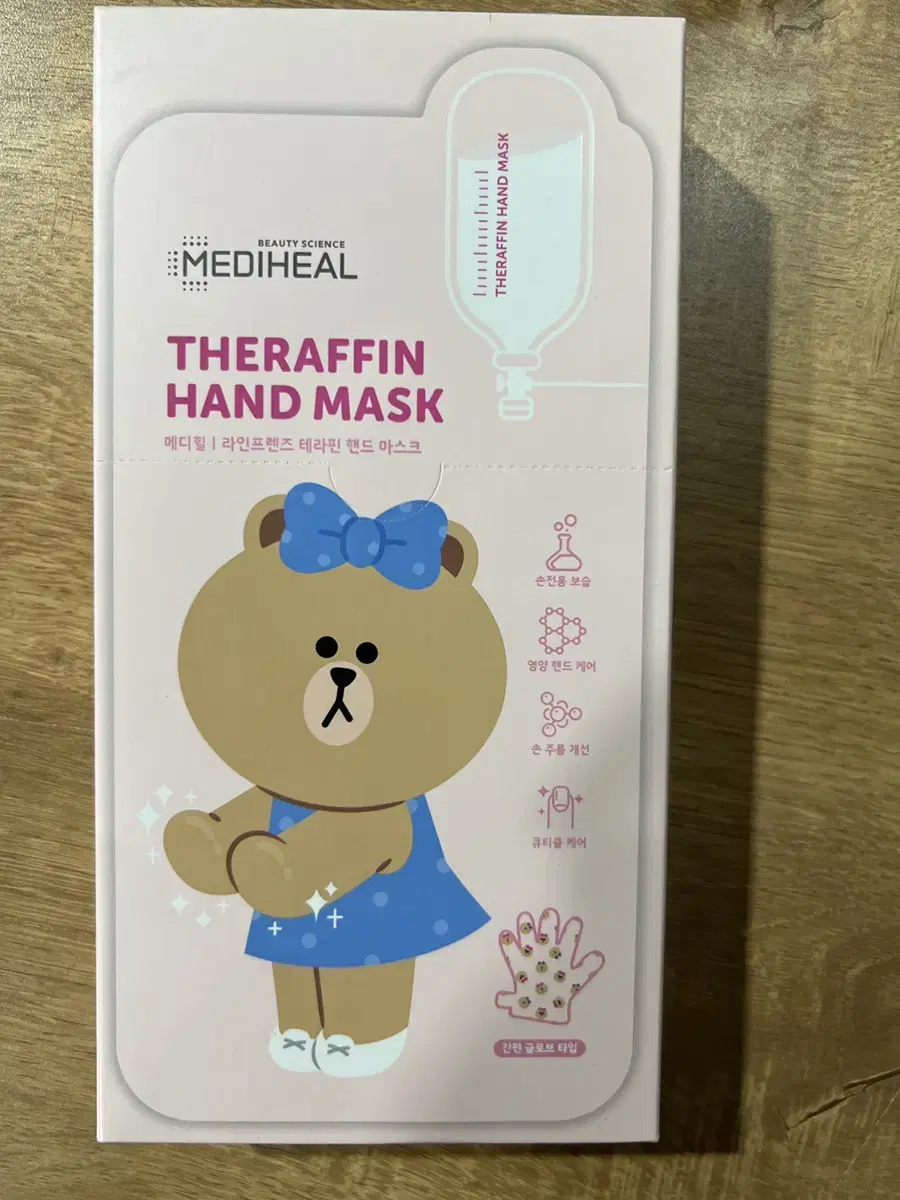 THERAFFIN HAND MASK
BEAUTY SCIENCE
MEDIHEAL
THERAFFIN
HAND MASK
메디힐 | 라인프렌즈 테라핀 핸드 마스크
손전용 보습
영양 핸드 케어
손 주름 개선
큐티클 케어
간편 글로브 타입